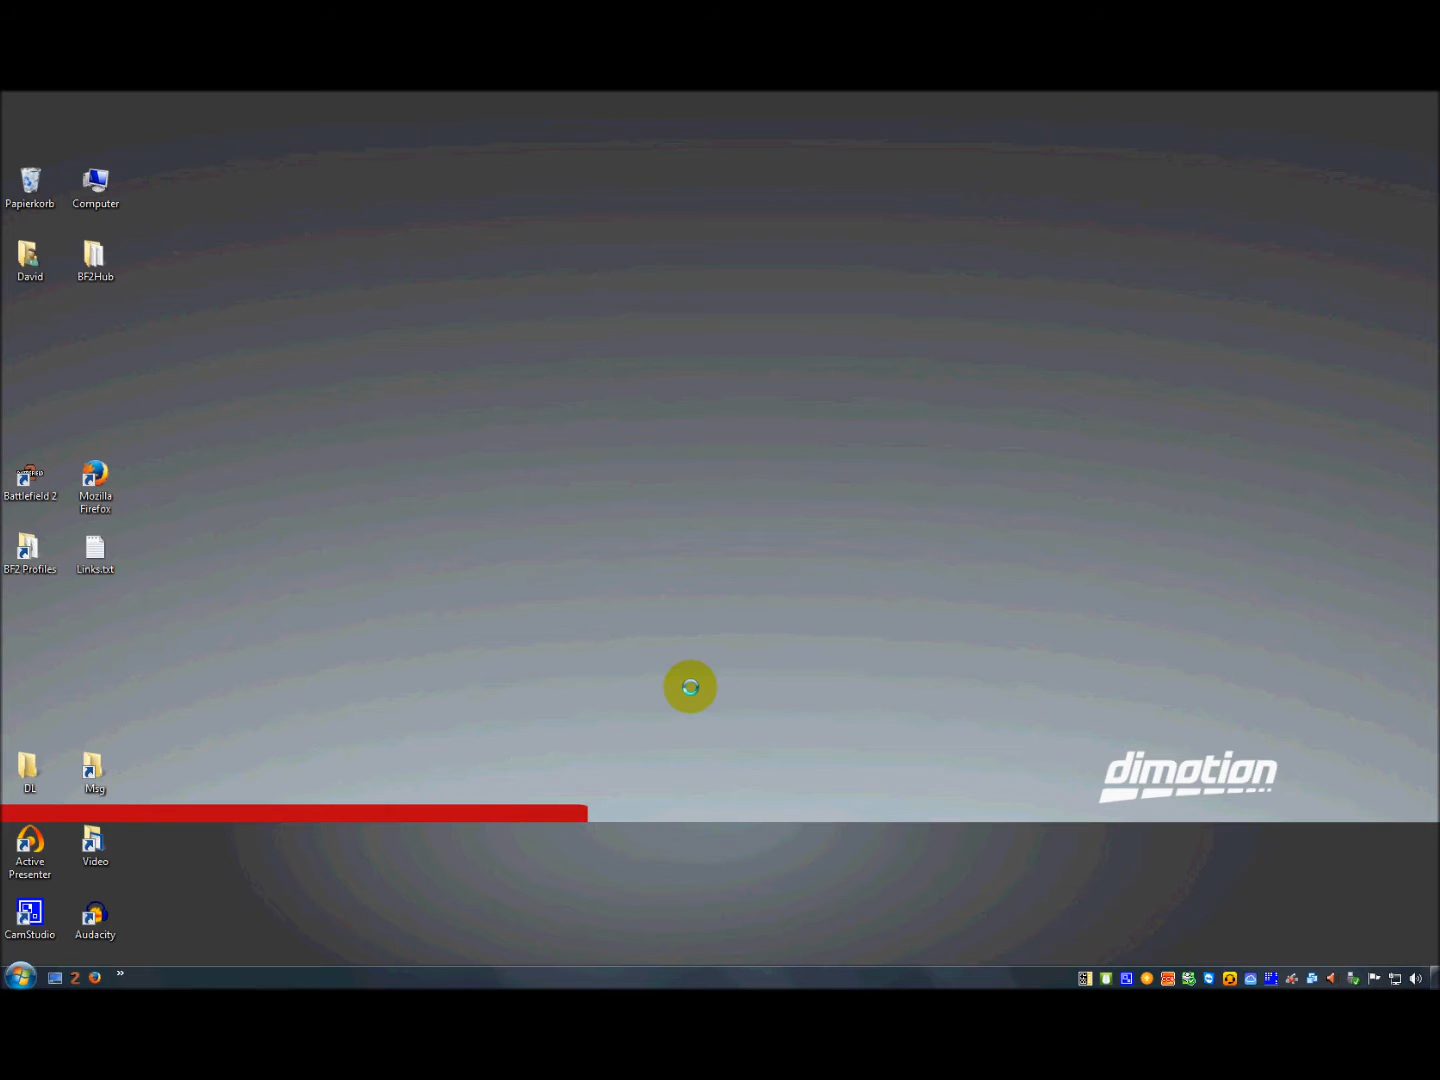 Papierkorb
Computer
David
BF2Hub
Battlefield 2
Mozilla
Firefox
BF2 Profiles
Links.txt
DL
Msg
dimotion
Active
Presenter
Video
CamStudio
Audacity
»